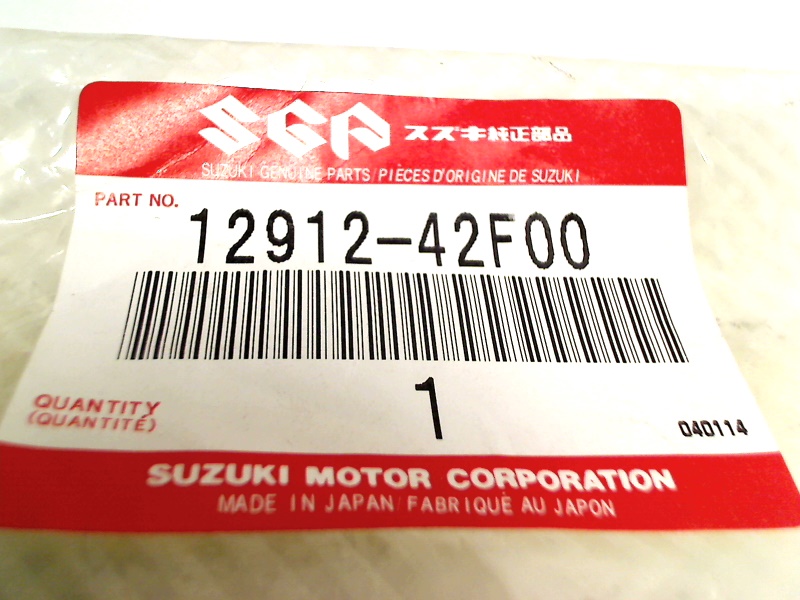 SGP スズキ純正部品
SUZUKI GENUINE PARTS/PIÈCES D'ORIGINE DE SUZUKI
PART NO.
12912-42F00
1
QUANTITY
(QUANTITÉ)
040114
SUZUKI MOTOR CORPORATION
MADE IN JAPAN/FABRIQUÉ AU JAPON